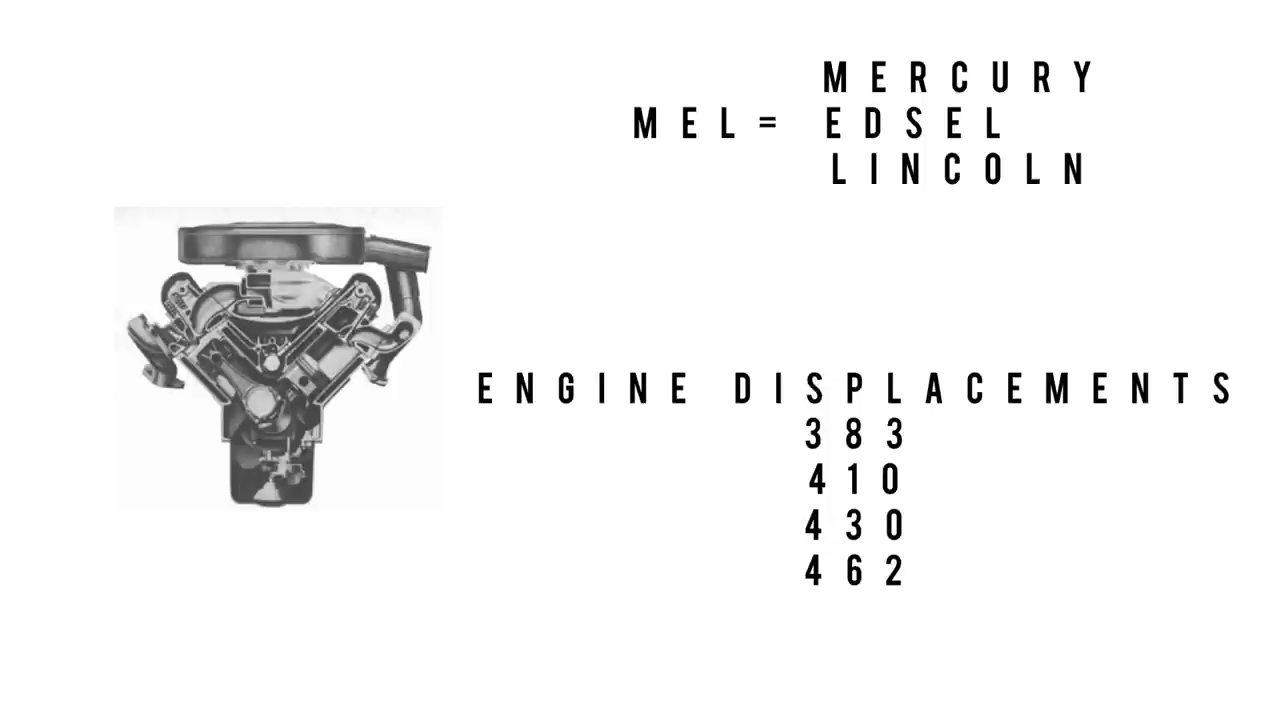 MERCURY
MEL= EDSEL
LINCOLN
ENGINE DISPLACEMENTS
383
410
430
462